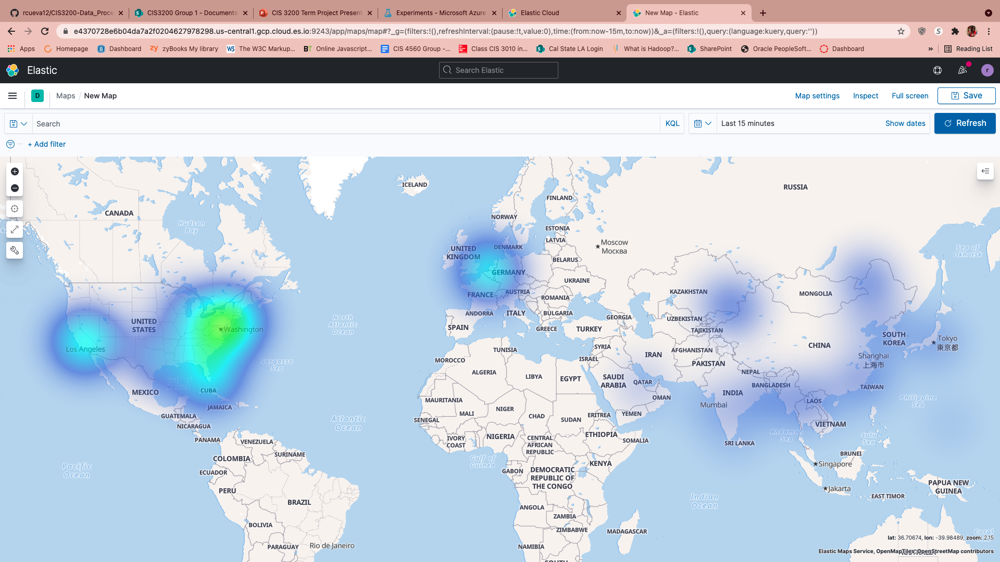 rcueva12/CIS3200-Data_Proce
CIS3200 Group 1 - Documents
CIS 3200 Term Project Present
Experiments - Microsoft Azure
Elastic Cloud
New Map - Elastic
e4370728e6b04da7a2f0204627978298.us-central1.gcp.cloud.es.io:9243/app/maps/map#?_g=(filters:!(),refreshInterval:(pause:!t,value:0),time:(from:now-15m,to:now))&_a=(filters:!(),query:(language:kuery,query:''))
Apps
Homepage
Dashboard
zyBooks My library
The W3C Markup...
Online Javascript...
CIS 4560 Group -...
Class CIS 3010 in...
Cal State LA Login
What is Hadoop?...
SharePoint
Oracle PeopleSoft...
Dashboard
»
Reading List
Elastic
Search Elastic
r
D
Maps / New Map
Map settings
Inspect
Full screen
Save
Search
KQL
Last 15 minutes
Show dates
Refresh
+ Add filter
ICELAND
RUSSIA
FINLAND
CANADA
NORWAY
Hudson
Bay
ESTONIA
LATVIA
Moscow
Москва
UNITED
KINGDOM
DENMARK
Sea of
Okhotsk
BELARUS
GERMANY
UKRAINE
FRANCE
AUSTRIA
ROMANIA
KAZAKHSTAN
MONGOLIA
ANDORRA
ITALY
BULGARIA
GEORGIA
UZBEKISTAN
UNITED
STATES
North
Atlantic
Ocean
Washington
SPAIN
GREECE
TURKEY
TAJIKISTAN
SOUTH
KOREA
Tokyo
東京都
Los Angeles
TUNISIA
SYRIA
IRAN
AFGHANISTAN
CHINA
Sargasso
Sea
MOROCCO
ISRAEL
PAKISTAN
Shanghai
上海市
ALGERIA
LIBYA
EGYPT
SAUDI
ARABIA
QATAR
NEPAL
Gulf of
Mexico
BANGLADESH
TAIWAN
MEXICO
CUBA
INDIA
OMAN
MAURITANIA
Mumbai
LAOS
Philippine
Sea
JAMAICA
NIGER
MALI
CHAD
ERITREA
YEMEN
GUATEMALA
Atlantic
Ocean
SENEGAL
SUDAN
NICARAGUA
VIETNAM
Andaman
Sea
Sulu
Sea
PANAMA
VENEZUELA
IVORY
COAST
NIGERIA
CENTRAL
AFRICAN
REPUBLIC
ETHIOPIA
SOMALIA
SRI LANKA
SURINAME
COLOMBIA
Gulf of
Guinea
BRUNEI
Pacific
Ocean
KENYA
Singapore
ECUADOR
GABON
DEMOCRATIC
REPUBLIC OF
THE CONGO
PERU
Jakarta
PAPUA NEW
GUINEA
BRAZIL
Indian
Ocean
EAST TIMOR
ANGOLA
ZAMBIA
BOLIVIA
ZIMBABWE
MADAGASCAR
Coral
lat: 36.70674, lon: -39.98489, zoom: 2.15
PARAGUAY
Rio de Janeiro
NAMIBIA
Elastic Maps Service, OpenMapTiles, OpenStreetMap contributors
SOUTH